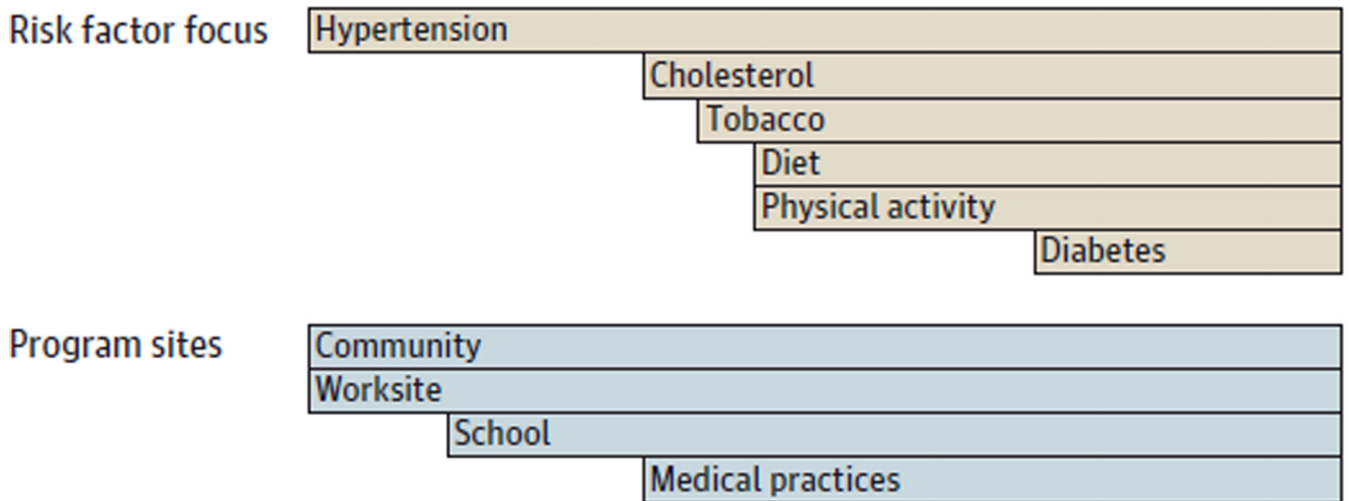 Risk factor focus
Hypertension
Cholesterol
Tobacco
Diet
Physical activity
Diabetes
Program sites
Community
Worksite
School
Medical practices